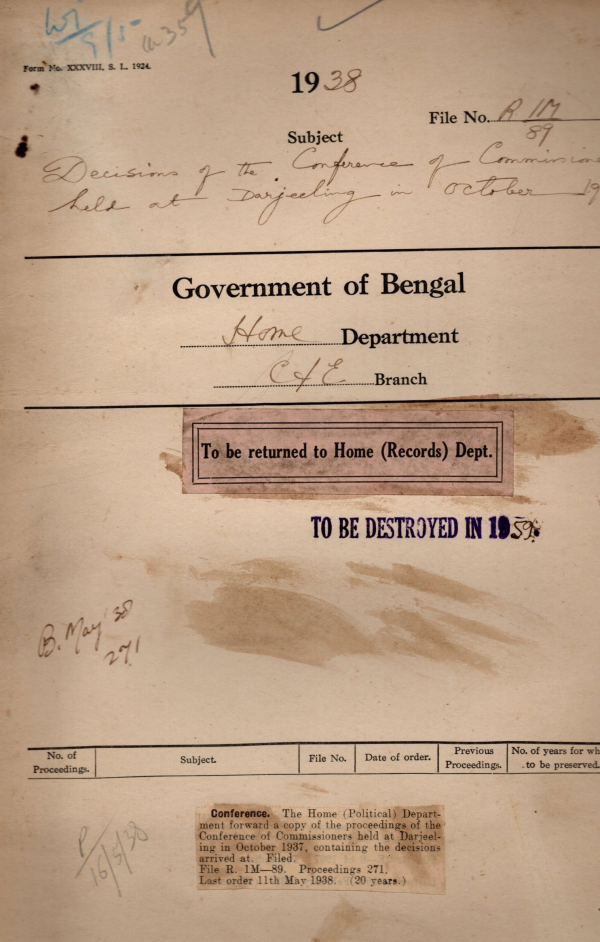 Form No. XXXVIII, S. L. 1924.
1938
File No. R 1M/89
Subject
Decisions of the Conference of Commissione
held at Darjeeling in October 19
Government of Bengal
Home Department
C & E Branch
To be returned to Home (Records) Dept.
TO BE DESTROYED IN 1959.
B. May '38
271
No. of Proceedings.
Subject.
File No.
Date of order.
Previous Proceedings.
No. of years for wh
to be preserved.
P
16/5/38
Conference. The Home (Political) Depart-
ment forward a copy of the proceedings of the
Conference of Commissioners held at Darjeel-
ing in October 1937, containing the decisions
arrived at. Filed.
File R. 1M—89. Proceedings 271.
Last order 11th May 1938. (20 years.)